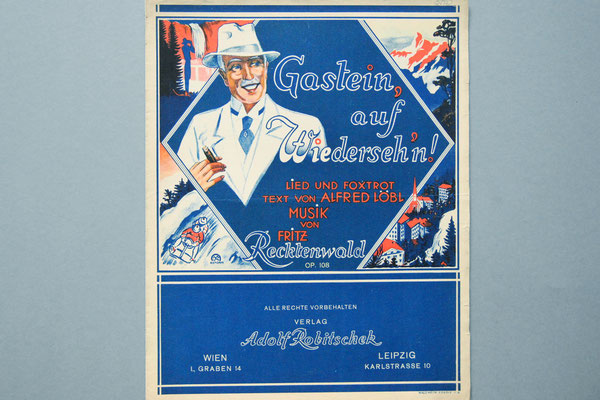 Gastein,
auf
Wiederseh'n!
LIED UND FOXTROT
TEXT VON ALFRED LÖBL
MUSIK
VON
FRITZ
Recktenwald
OP. 108
ALLE RECHTE VORBEHALTEN
VERLAG
Adolf Robitschek
WIEN
I, GRABEN 14
LEIPZIG
KARLSTRASSE 10